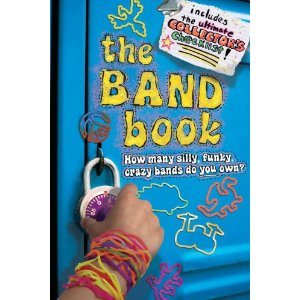 includes
the ultimate
COLLECTOR'S
CHeCKLiST!
the
BAND
book
How many silly, funky,
crazy bands do you own?